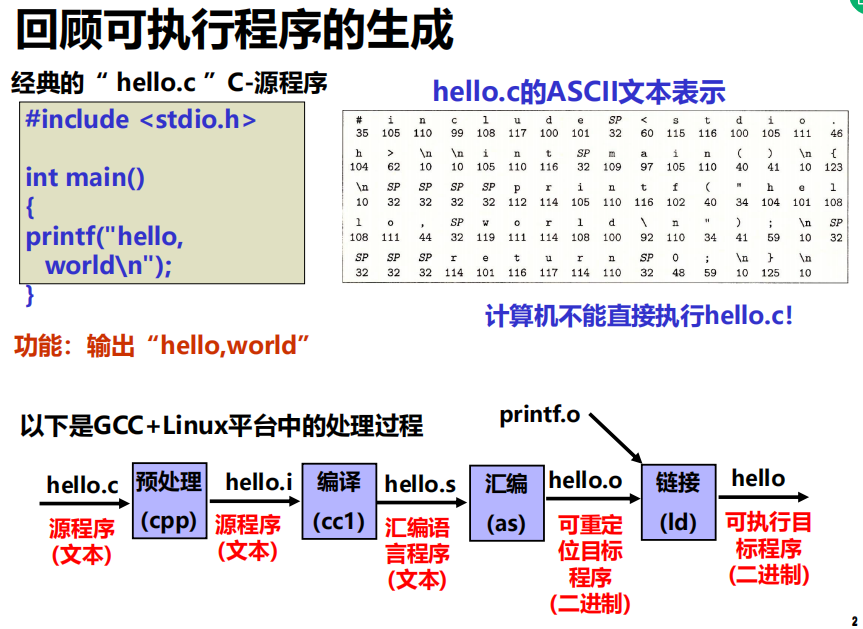 回顾可执行程序的生成
经典的“ hello.c ”C-源程序
#include <stdio.h>
int main()
{
printf("hello,
world\n");
}
功能：输出“hello,world”
hello.c的ASCII文本表示
# i n c l u d e SP < s t d i o .
35 105 110 99 108 117 100 101 32 60 115 116 100 105 111 46
h > \n \n i n t SP m a i n ( ) \n {
104 62 10 10 105 110 116 32 109 97 105 110 40 41 10 123
\n SP SP SP SP p r i n t f ( " h e l
10 32 32 32 32 112 114 105 110 116 102 40 34 104 101 108
l o , SP w o r l d \ n " ) ; \n SP
108 111 44 32 119 111 114 108 100 92 110 34 41 59 10 32
SP SP SP r e t u r n SP 0 ; \n } \n
32 32 32 114 101 116 117 114 110 32 48 59 10 125 10
计算机不能直接执行hello.c！
以下是GCC+Linux平台中的处理过程
printf.o
hello.c
预处理
(cpp)
hello.i
编译
(cc1)
hello.s
汇编
(as)
hello.o
链接
(ld)
hello
源程序
(文本)
源程序
(文本)
汇编语
言程序
(文本)
可重定
位目标
程序
(二进制)
可执行目
标程序
(二进制)
2